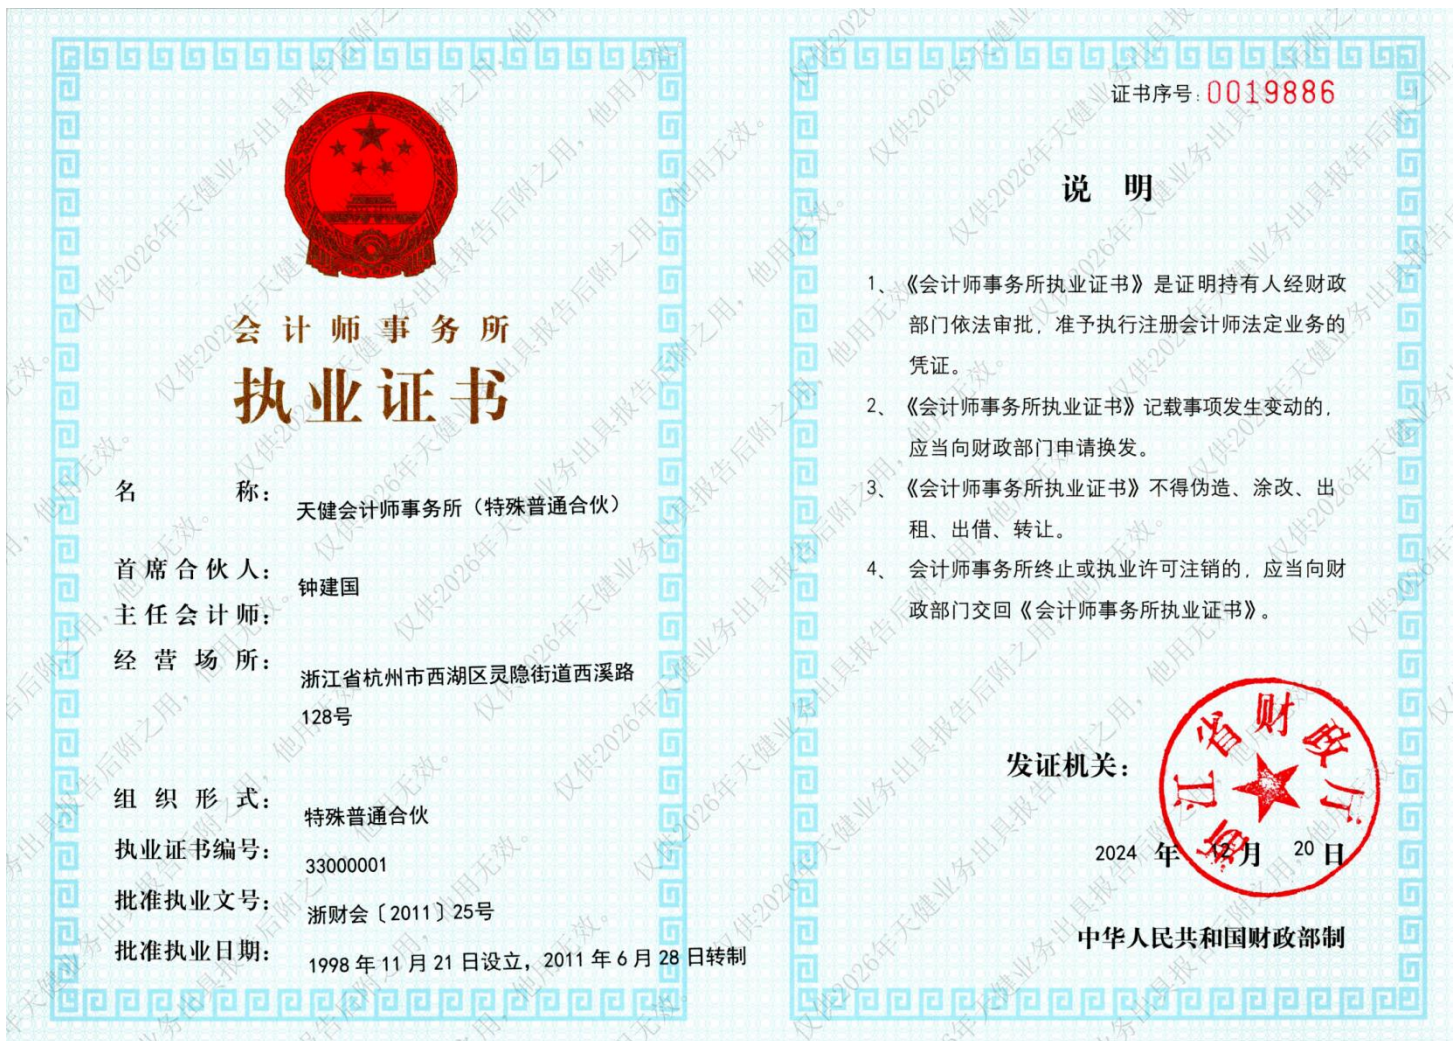 会计师事务所
执业证书
名称：
天健会计师事务所（特殊普通合伙）
首席合伙人：
钟建国
主任会计师：
经营场所：
浙江省杭州市西湖区灵隐街道西溪路
128号
组织形式：
特殊普通合伙
执业证书编号：
33000001
批准执业文号：
浙财会〔2011〕25号
批准执业日期：
1998年11月21日设立，2011年6月28日转制
证书序号：0019886
说明
1、《会计师事务所执业证书》是证明持有人经财政
部门依法审批，准予执行注册会计师法定业务的
凭证。
2、《会计师事务所执业证书》记载事项发生变动的，
应当向财政部门申请换发。
3、《会计师事务所执业证书》不得伪造、涂改、出
租、出借、转让。
4、会计师事务所终止或执业许可注销的，应当向财
政部门交回《会计师事务所执业证书》。
发证机关：
浙江省财政厅
2024年12月20日
中华人民共和国财政部制
仅供2026年天健业务出具报告后附之用，他用无效。